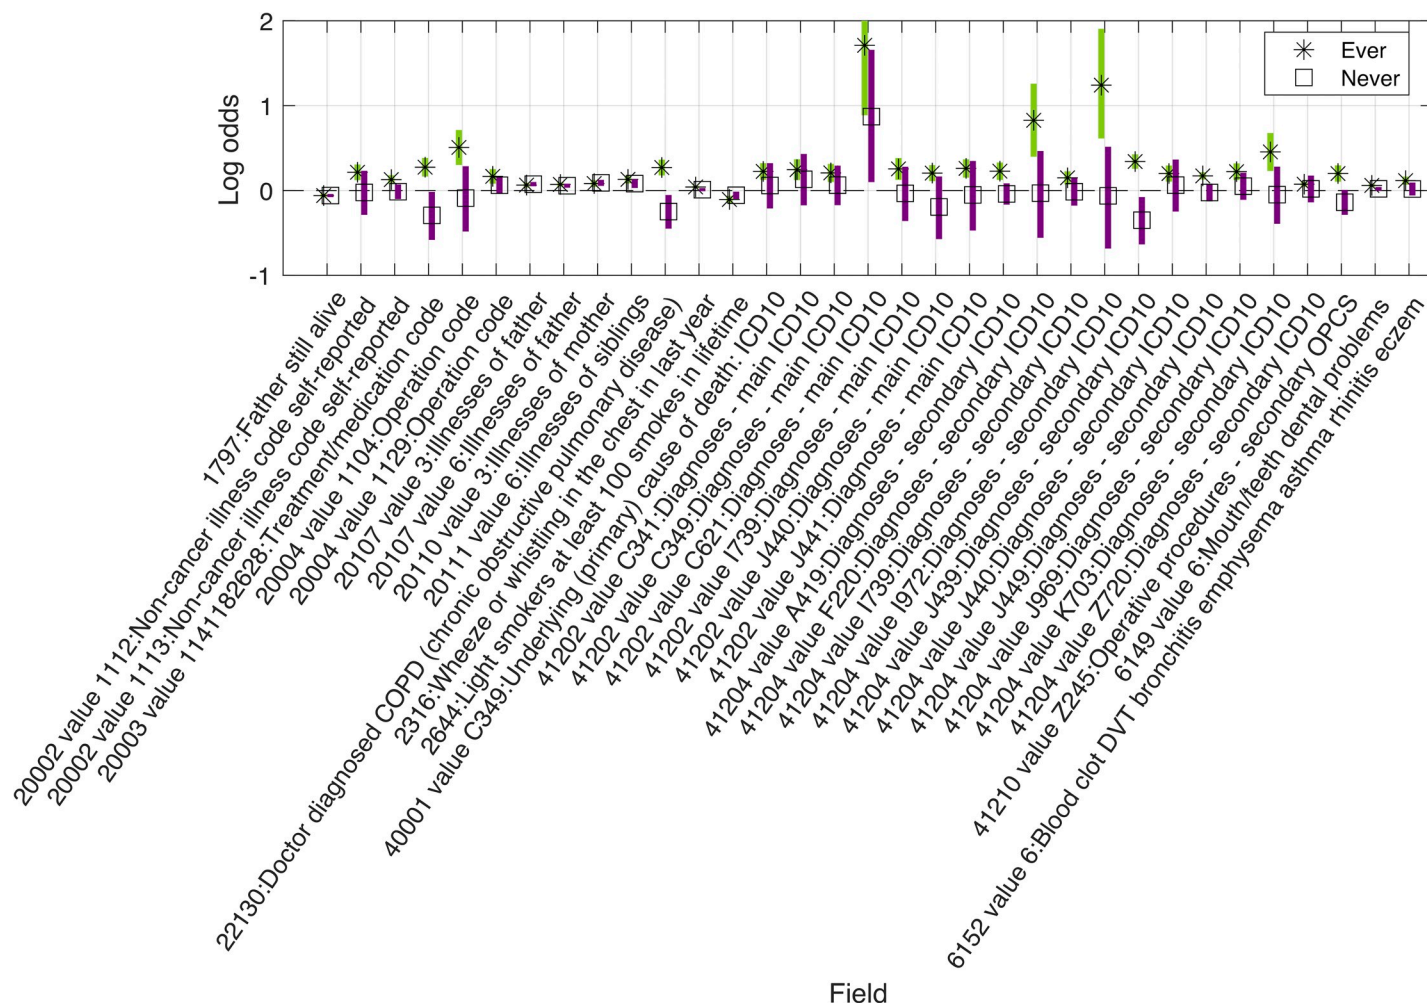 2
1
0
-1
Log odds
Ever
Never
1797:Father still alive
20002 value 1112:Non-cancer illness code self-reported
20002 value 1113:Non-cancer illness code self-reported
20003 value 1141182628:Treatment/medication code
20004 value 1104:Operation code
20004 value 1129:Operation code
20107 value 3:Illnesses of father
20107 value 6:Illnesses of father
20110 value 3:Illnesses of mother
20111 value 6:Illnesses of siblings
22130:Doctor diagnosed COPD (chronic obstructive pulmonary disease)
2316:Wheeze or whistling in the chest in last year
2644:Light smokers at least 100 smokes in lifetime
40001 value C349:Underlying (primary) cause of death: ICD10
41202 value C341:Diagnoses - main ICD10
41202 value C349:Diagnoses - main ICD10
41202 value C621:Diagnoses - main ICD10
41202 value I739:Diagnoses - main ICD10
41202 value J440:Diagnoses - main ICD10
41202 value J441:Diagnoses - main ICD10
41204 value A419:Diagnoses - secondary ICD10
41204 value F220:Diagnoses - secondary ICD10
41204 value I739:Diagnoses - secondary ICD10
41204 value I972:Diagnoses - secondary ICD10
41204 value J439:Diagnoses - secondary ICD10
41204 value J440:Diagnoses - secondary ICD10
41204 value J449:Diagnoses - secondary ICD10
41204 value J969:Diagnoses - secondary ICD10
41204 value K703:Diagnoses - secondary ICD10
41204 value Z720:Diagnoses - secondary ICD10
41210 value Z245:Operative procedures - secondary OPCS
6149 value 6:Mouth/teeth dental problems
6152 value 6:Blood clot DVT bronchitis emphysema asthma rhinitis eczem
Field